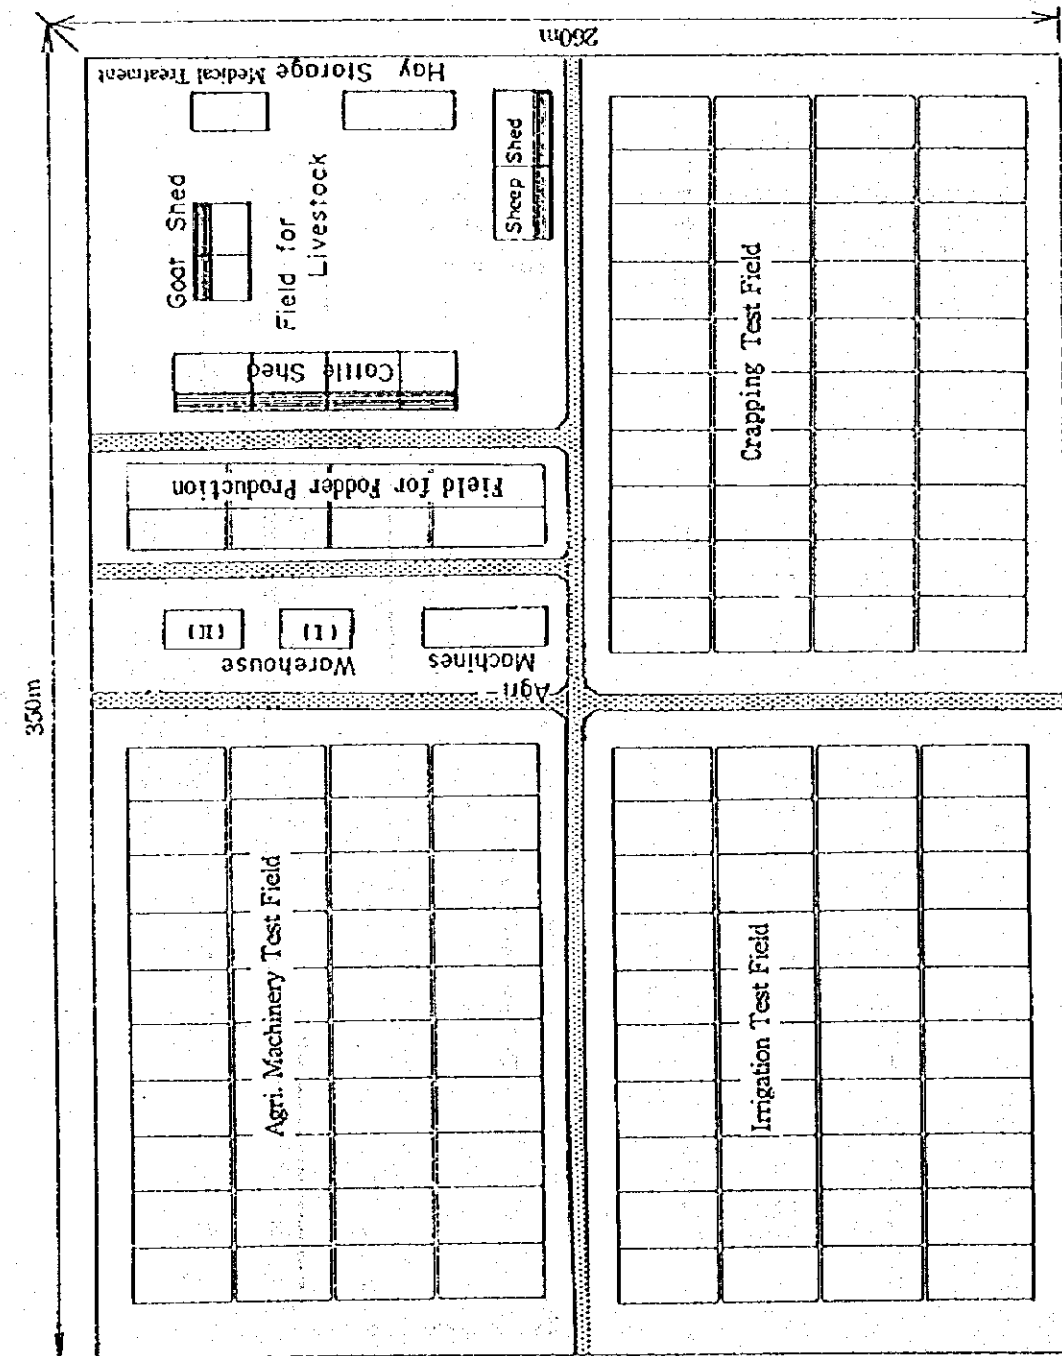 260m
350m
Medical Treatment
Hay Storage
Goat Shed
Field for
Livestock
Sheep Shed
Cattle Shed
Field for Fodder Production
(II)
(I)
Warehouse
Agri-
Machines
Crapping Test Field
Agri. Machinery Test Field
Irrigation Test Field